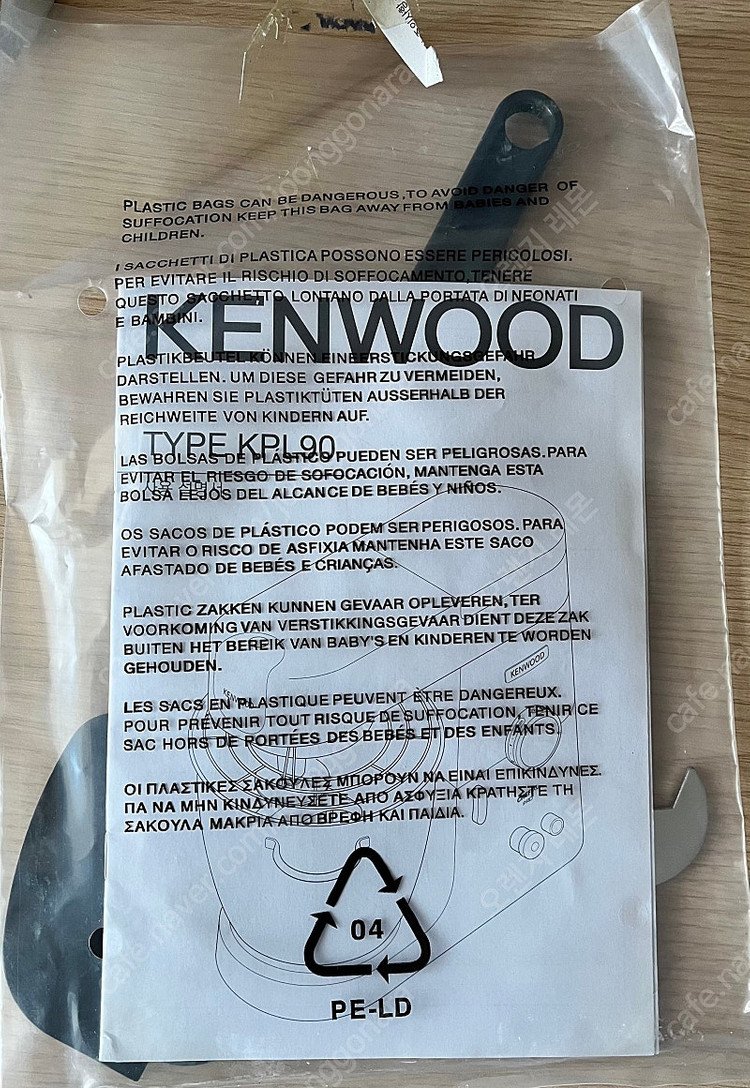 PLASTIC BAGS CAN BE DANGEROUS ,TO AVOID DANGER OF
SUFFOCATION KEEP THIS BAG AWAY FROM BABIES AND
CHILDREN.
I SACCHETTI DI PLASTICA POSSONO ESSERE PERICOLOSI.
PER EVITARE IL RISCHIO DI SOFFOCAMENTO,TENERE
QUESTO SACCHETTO LONTANO DALLA PORTATA DI NEONATI
E BAMBINI.
KENWOOD
PLASTIKBEUTEL KÖNNEN EINEERSTICKUNGSGEFAHR
DARSTELLEN. UM DIESE GEFAHR ZU VERMEIDEN,
BEWAHREN SIE PLASTIKTÜTEN AUSSERHALB DER
REICHWEITE VON KINDERN AUF.
TYPE KPL90
LAS BOLSAS DE PLÁSTICO PUEDEN SER PELIGROSAS.PARA
EVITAR EL RIESGO DE SOFOCACIÓN, MANTENGA ESTA
사용 설명서
BOLSA LEJOS DEL ALCANCE DE BEBÉS Y NIÑOS.
OS SACOS DE PLÁSTICO PODEM SER PERIGOSOS. PARA
EVITAR O RISCO DE ASFIXIA MANTENHA ESTE SACO
AFASTADO DE BEBÉS E CRIANÇAS.
PLASTIC ZAKKEN KUNNEN GEVAAR OPLEVEREN, TER
VOORKOMING VAN VERSTIKKINGSGEVAAR DIENT DEZE ZAK
BUITEN HET BEREIK VAN BABY'S EN KINDEREN TE WORDEN
GEHOUDEN.
KENWOOD
LES SACS EN PLASTIQUE PEUVENT ÊTRE DANGEREUX.
POUR PRÉVENIR TOUT RISQUE DE SUFFOCATION, TENIR CE
SAC HORS DE PORTÉES DES BEBÉS ET DES ENFANTS.
ΟΙ ΠΛΑΣΤΙΚΕΣ ΣΑΚΟΥΛΕΣ ΜΠΟΡΟΥΝ ΝΑ ΕΙΝΑΙ ΕΠΙΚΙΝΔΥΝΕΣ.
ΠΑ ΝΑ ΜΗΝ ΚΙΝΔΥΝΕΥΣΕΤΕ ΑΠΟ ΑΣΦΥΞΙΑ ΚΡΑΤΗΣΤΕ ΤΗ
ΣΑΚΟΥΛΑ ΜΑΚΡΙΑ ΑΠΟ ΒΡΕΦΗ ΚΑΙ ΠΑΙΔΙΑ.
04
PE-LD